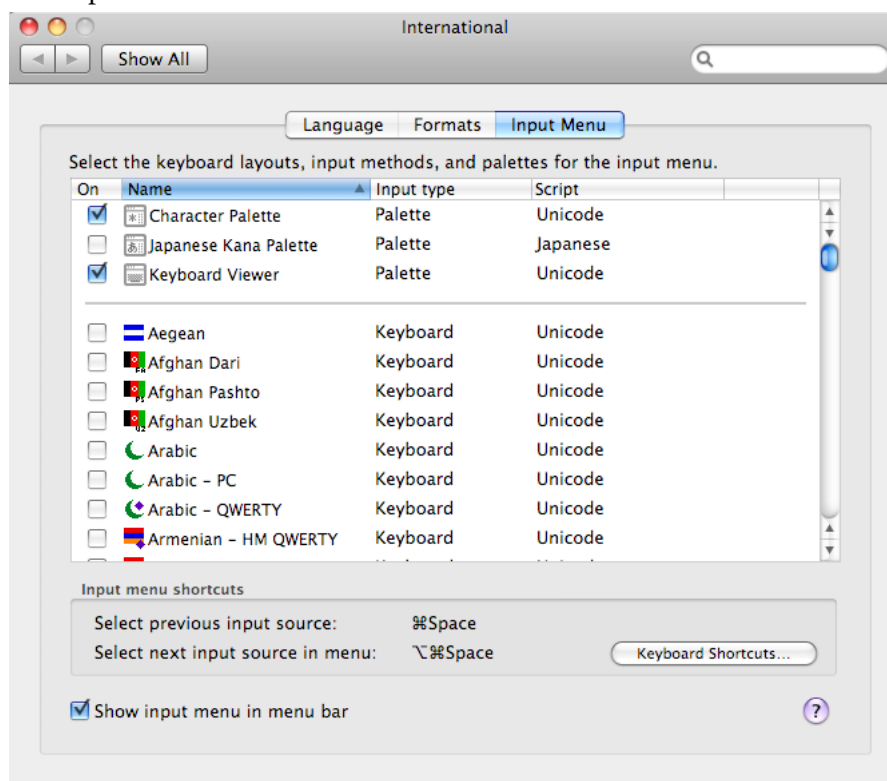 International
Show All
Language Formats Input Menu
Select the keyboard layouts, input methods, and palettes for the input menu.
On Name Input type Script
Character Palette Palette Unicode
Japanese Kana Palette Palette Japanese
Keyboard Viewer Palette Unicode
Aegean Keyboard Unicode
Afghan Dari Keyboard Unicode
Afghan Pashto Keyboard Unicode
Afghan Uzbek Keyboard Unicode
Arabic Keyboard Unicode
Arabic – PC Keyboard Unicode
Arabic – QWERTY Keyboard Unicode
Armenian – HM QWERTY Keyboard Unicode
Input menu shortcuts
Select previous input source: ⌘Space
Select next input source in menu: ⌥⌘Space Keyboard Shortcuts...
Show input menu in menu bar ?